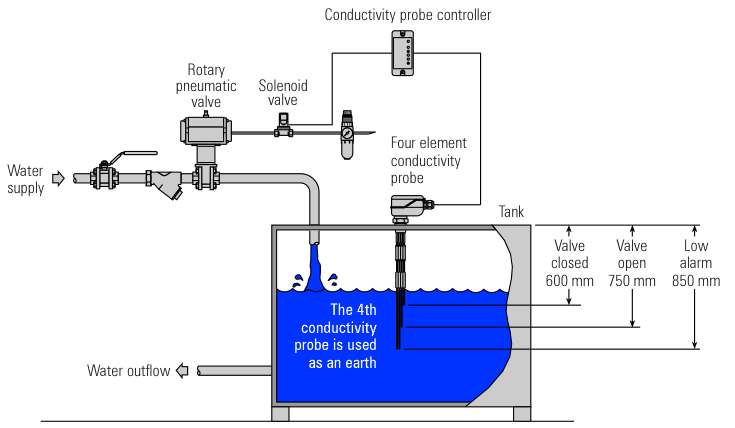 Conductivity probe controller
Rotary
pneumatic
valve
Solenoid
valve
Four element
conductivity
probe
Water
supply
Tank
Valve
closed
600 mm
Valve
open
750 mm
Low
alarm
850 mm
The 4th
conductivity
probe is used
as an earth
Water outflow